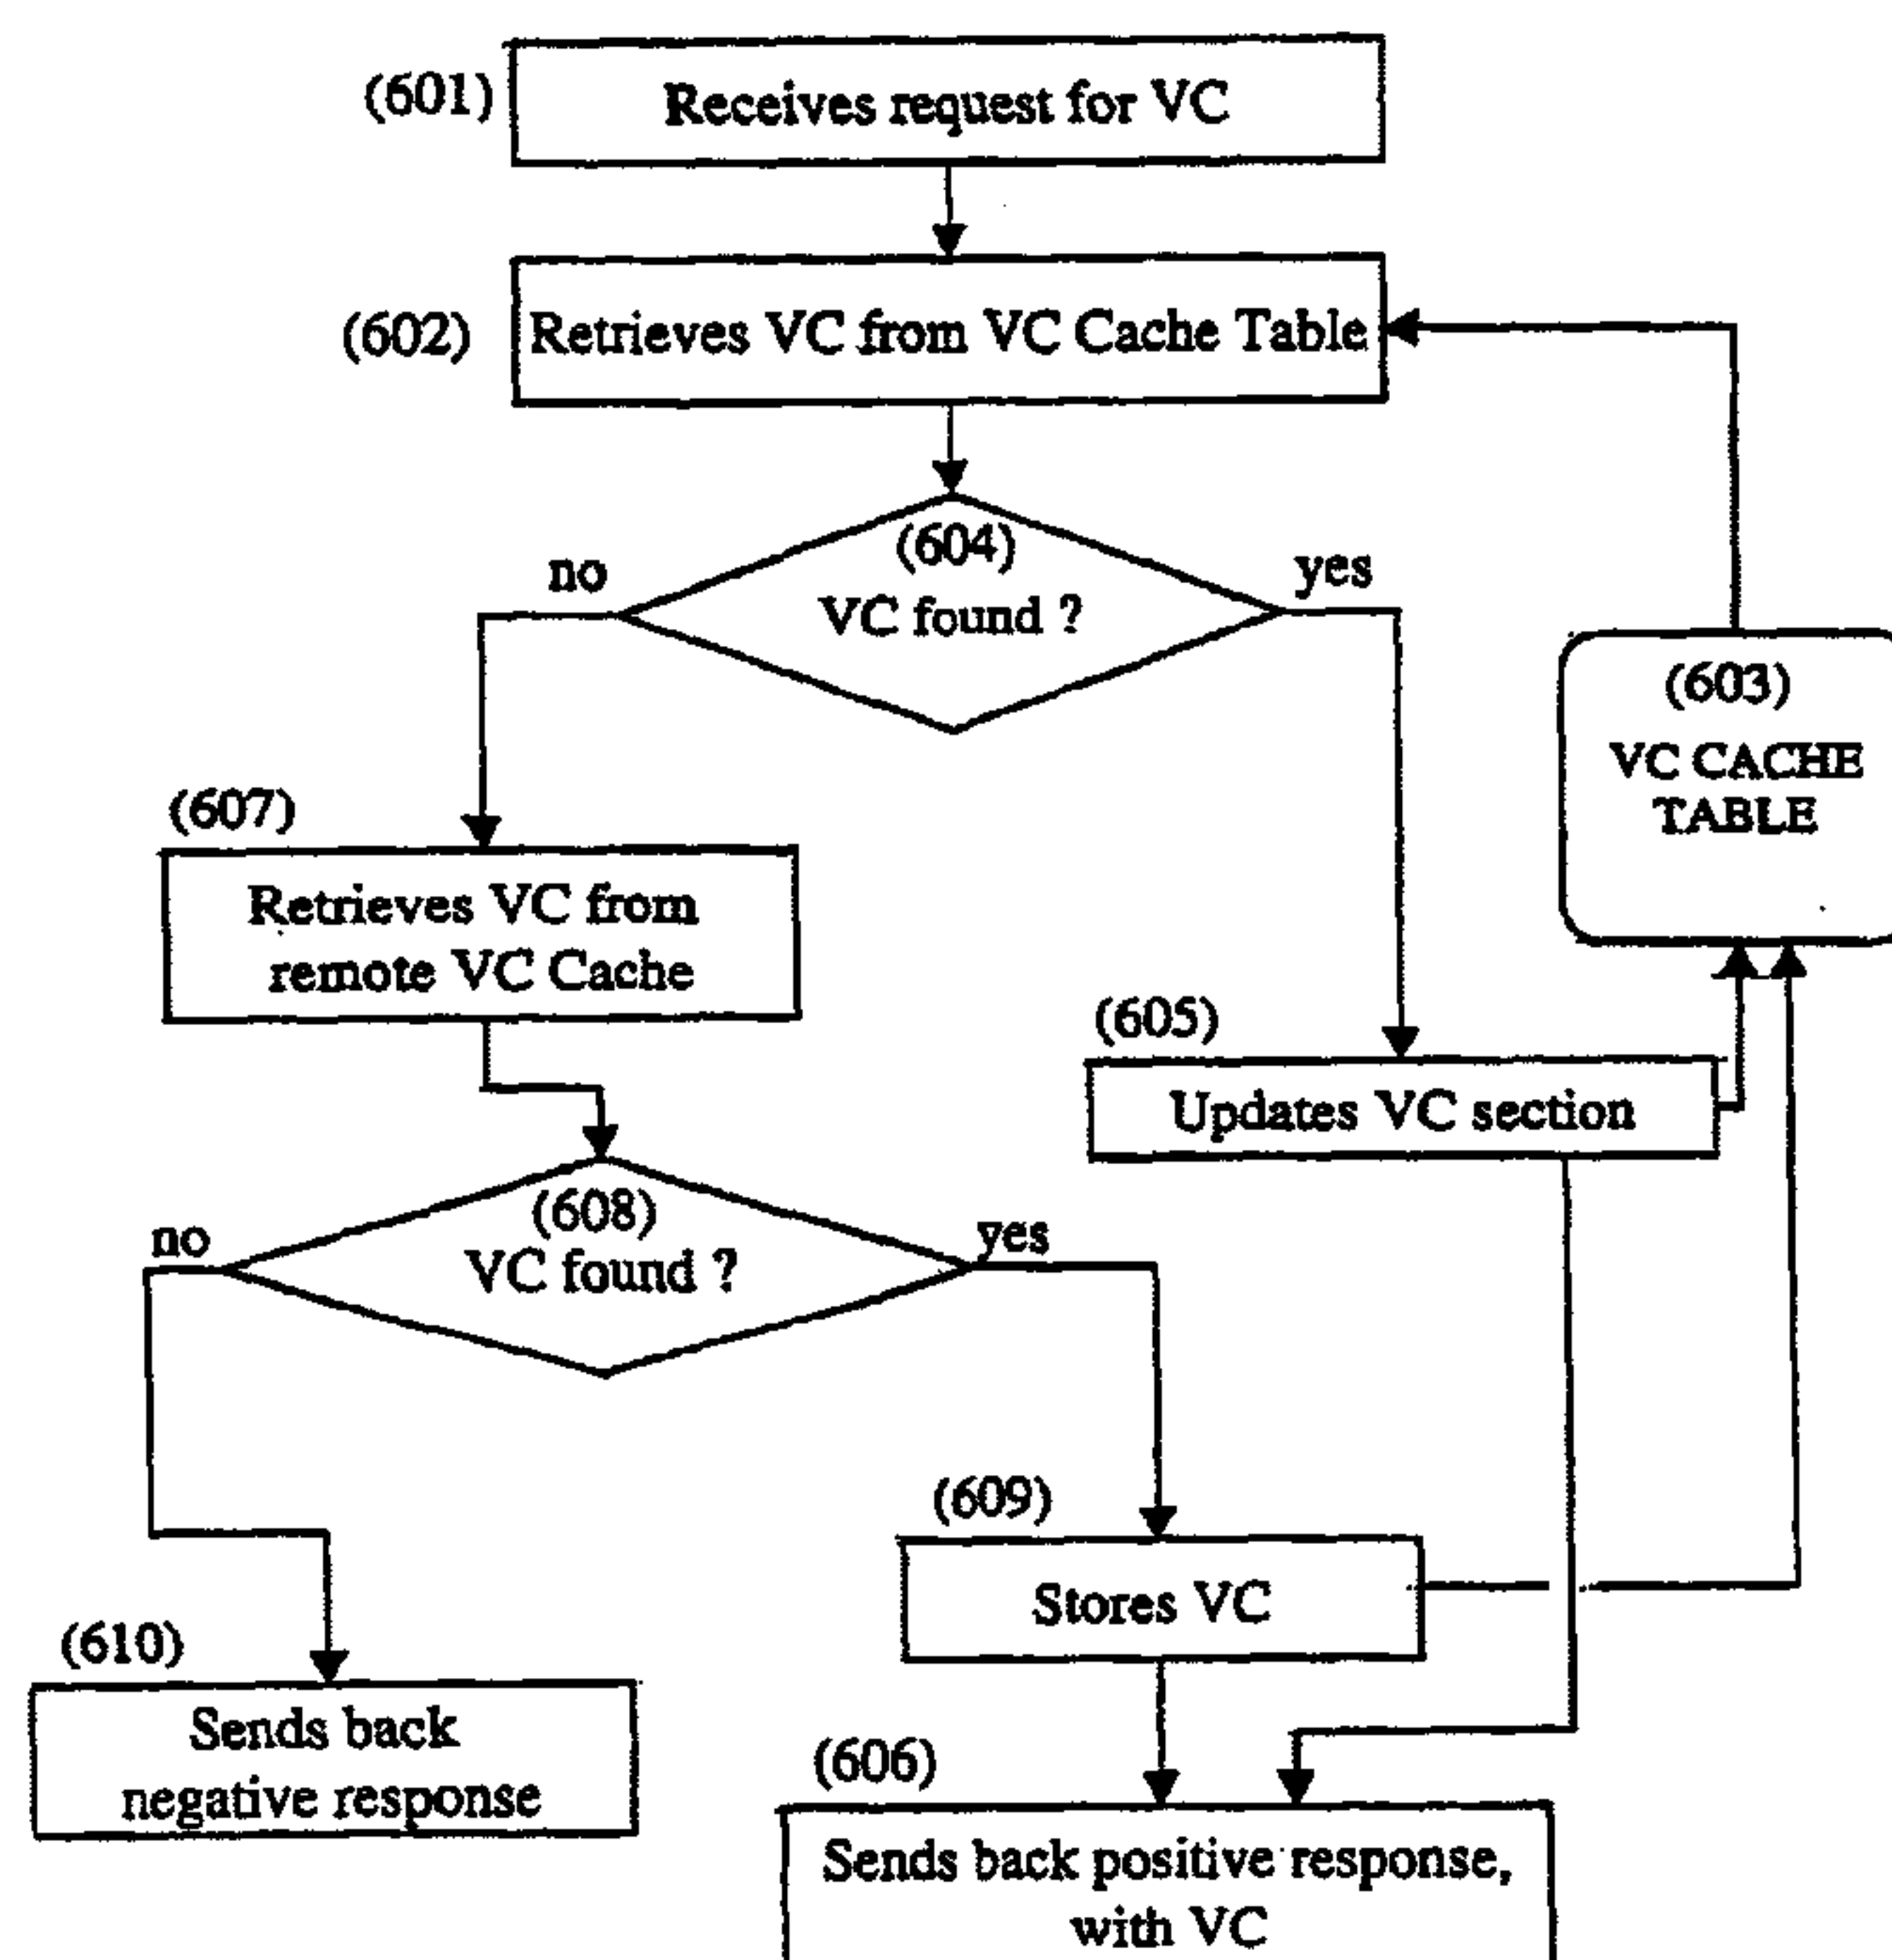 (601)
Receives request for VC
(602)
Retrieves VC from VC Cache Table
(604)
no
yes
VC found ?
(603)
VC CACHE
TABLE
(607)
Retrieves VC from
remote VC Cache
(605)
Updates VC section
(608)
no
yes
VC found ?
(609)
Stores VC
(610)
Sends back
negative response
(606)
Sends back positive response,
with VC